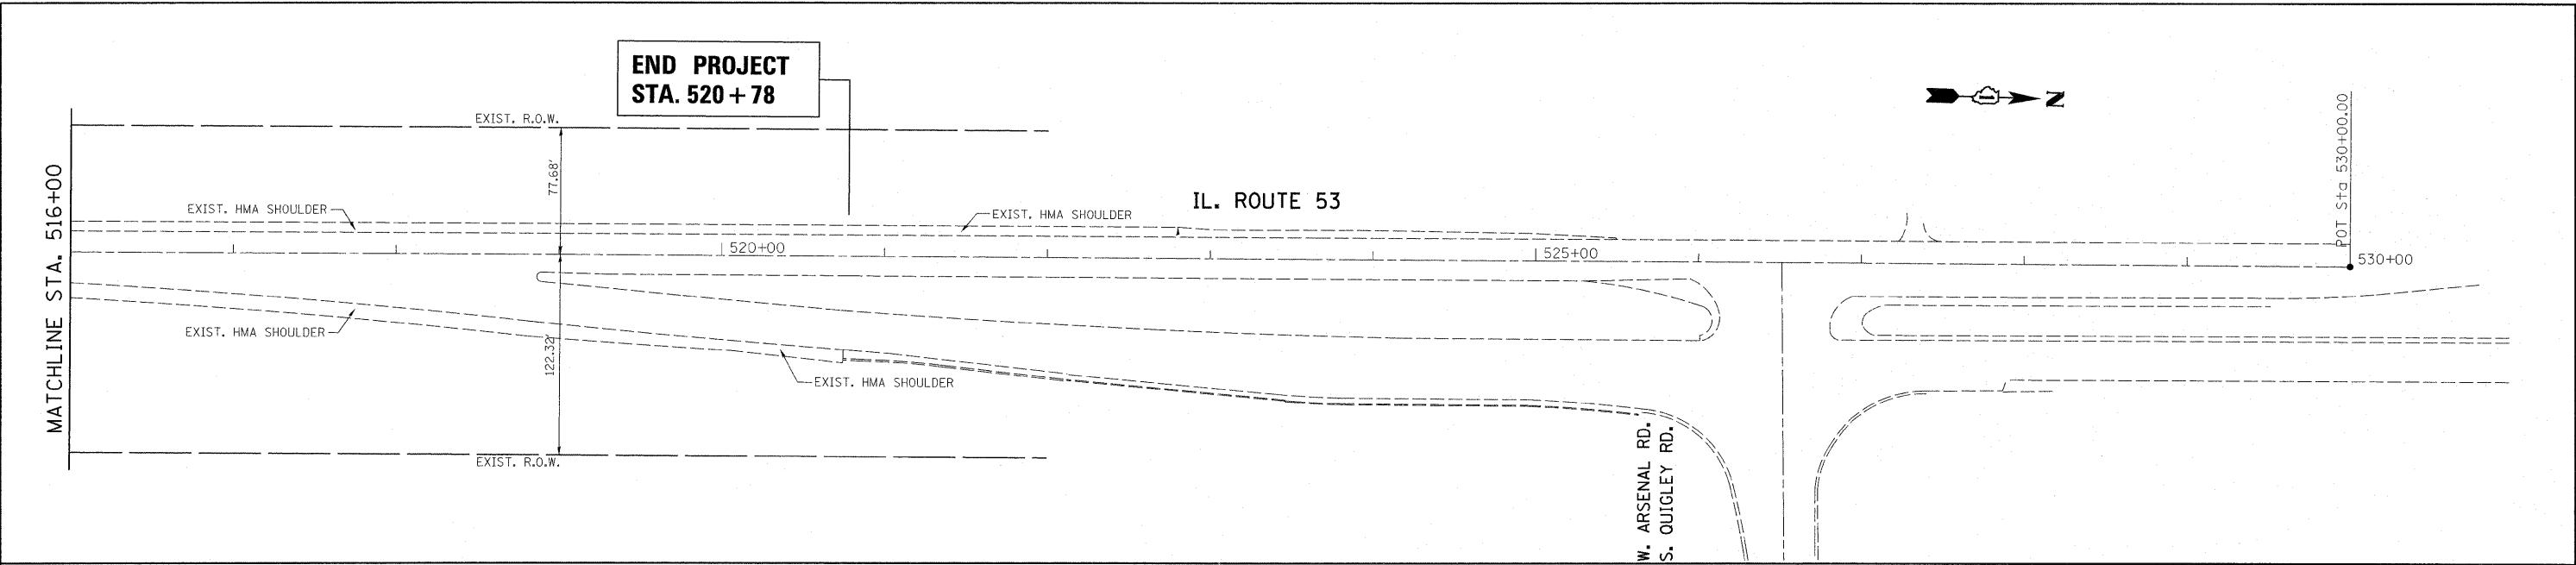 END PROJECT
STA. 520+78
EXIST. R.O.W.
77.68'
MATCHLINE STA. 516+00
EXIST. HMA SHOULDER
EXIST. HMA SHOULDER
IL. ROUTE 53
N
POT Sta 530+00.00
520+00
525+00
530+00
EXIST. HMA SHOULDER
122.32'
EXIST. HMA SHOULDER
EXIST. R.O.W.
W. ARSENAL RD.
S. QUIGLEY RD.